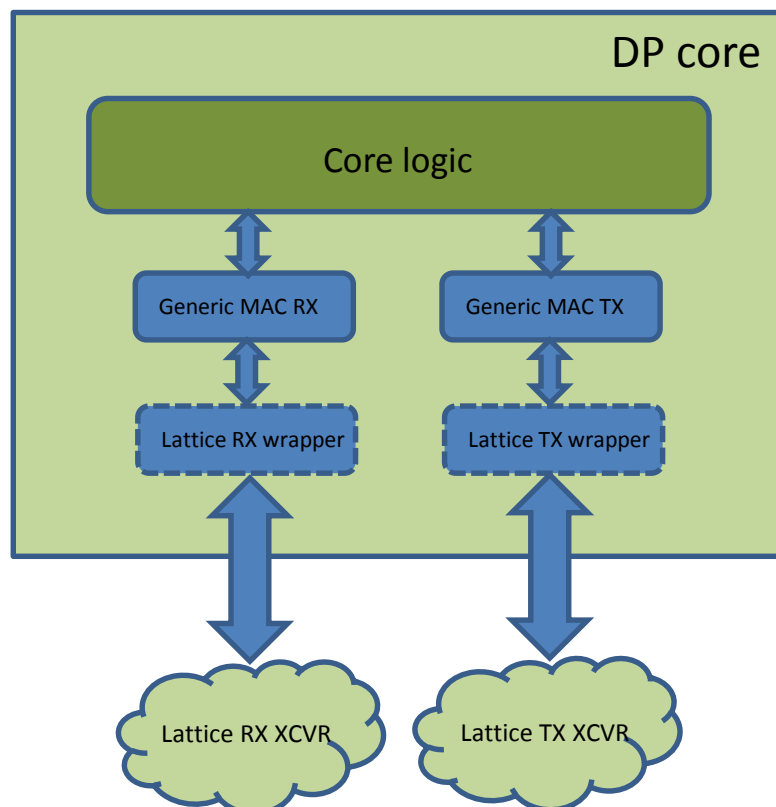 DP core
Core logic
Generic MAC RX
Generic MAC TX
Lattice RX wrapper
Lattice TX wrapper
Lattice RX XCVR
Lattice TX XCVR